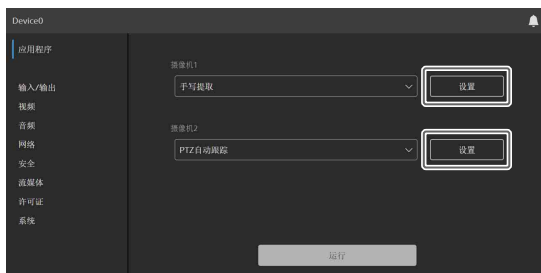 Device0
应用程序
输入/输出
视频
音频
网络
安全
流媒体
许可证
系统
摄像机1
手写提取
设置
摄像机2
PTZ自动跟踪
设置
运行